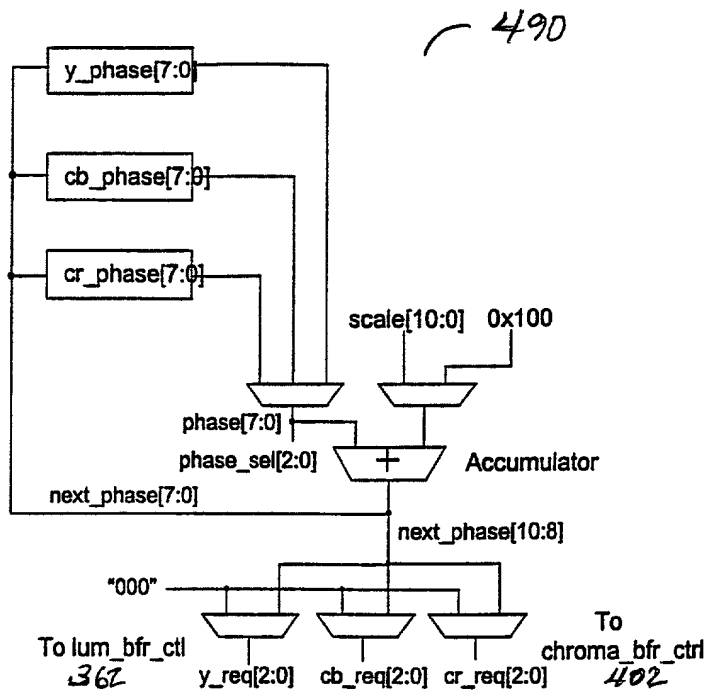 490
y_phase[7:0]
cb_phase[7:0]
cr_phase[7:0]
scale[10:0] 0x100
phase[7:0]
phase_sel[2:0]
+ Accumulator
next_phase[7:0]
next_phase[10:8]
"000"
To lum_bfr_ctl
362
y_req[2:0] cb_req[2:0] cr_req[2:0]
To
chroma_bfr_ctrl
402